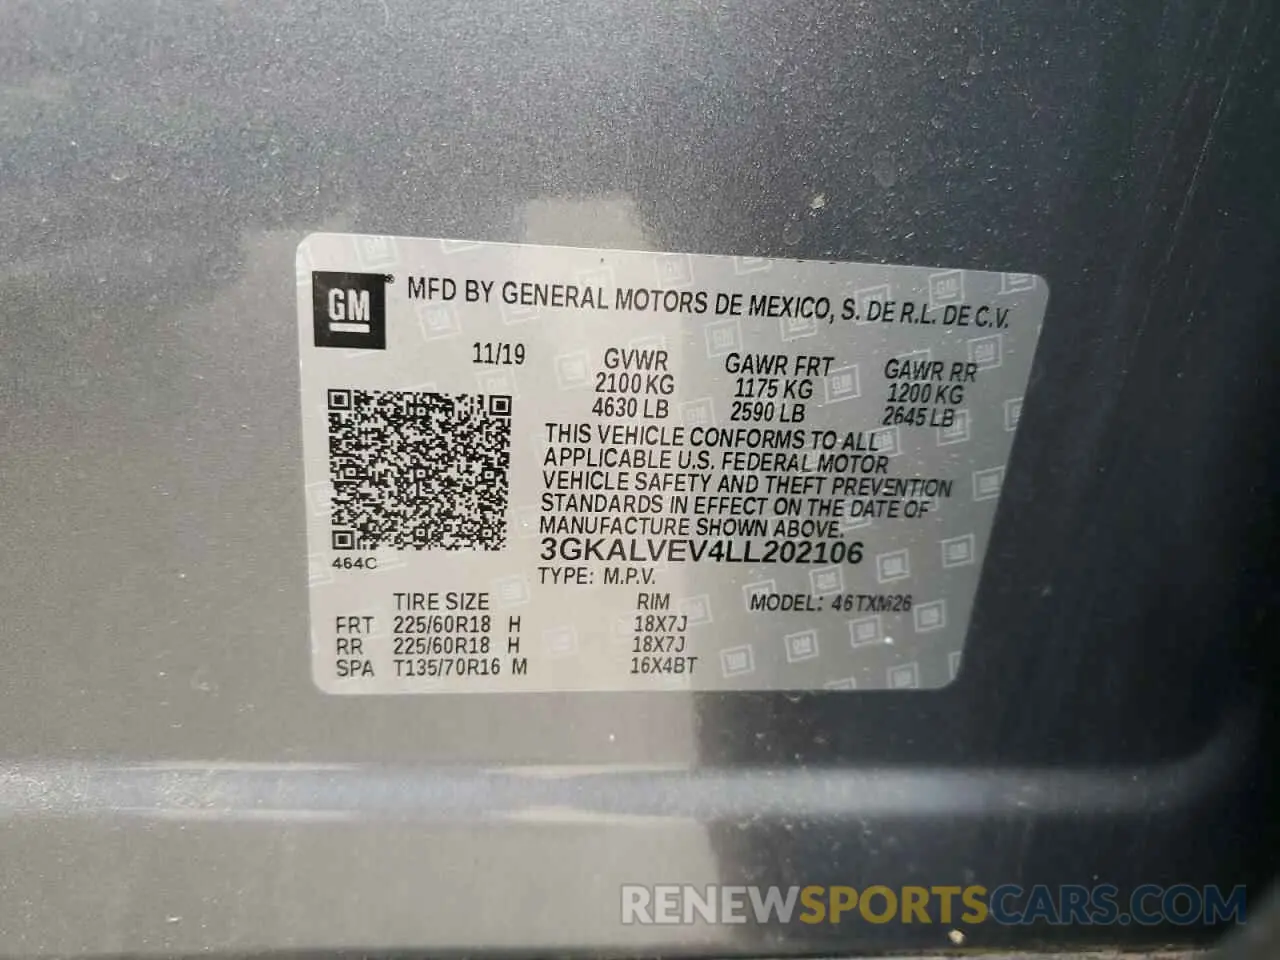 GM ® MFD BY GENERAL MOTORS DE MEXICO, S. DE R.L. DE C.V.
11/19 GVWR GAWR FRT GAWR RR
2100 KG 1175 KG 1200 KG
4630 LB 2590 LB 2645 LB
THIS VEHICLE CONFORMS TO ALL
APPLICABLE U.S. FEDERAL MOTOR
VEHICLE SAFETY AND THEFT PREVENTION
STANDARDS IN EFFECT ON THE DATE OF
MANUFACTURE SHOWN ABOVE.
3GKALVEV4LL202106
464C
TYPE: M.P.V.
TIRE SIZE RIM MODEL: 46TXM26
FRT 225/60R18 H 18X7J
RR 225/60R18 H 18X7J
SPA T135/70R16 M 16X4BT
RENEWSPORTSCARS.COM